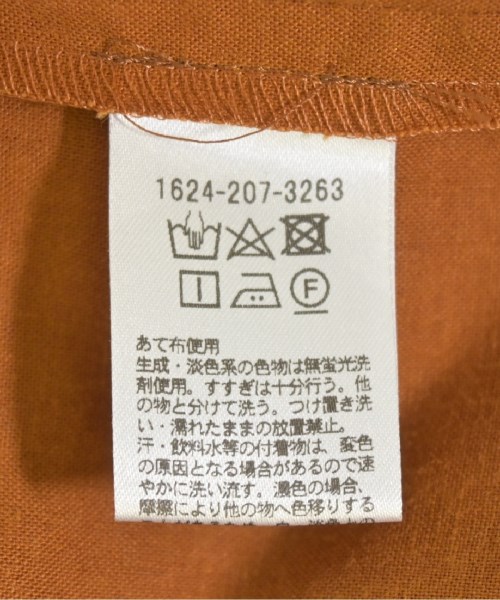 1624-207-3263
F
あて布使用
生成・淡色系の色物は無蛍光洗
剤使用。すすぎは十分行う。他
の物と分けて洗う。つけ置き洗
い・濡れたままの放置禁止。
汗・飲料水等の付着物は、変色
の原因となる場合があるので速
やかに洗い流す。濃色の場合、
摩擦により他の物へ色移りする